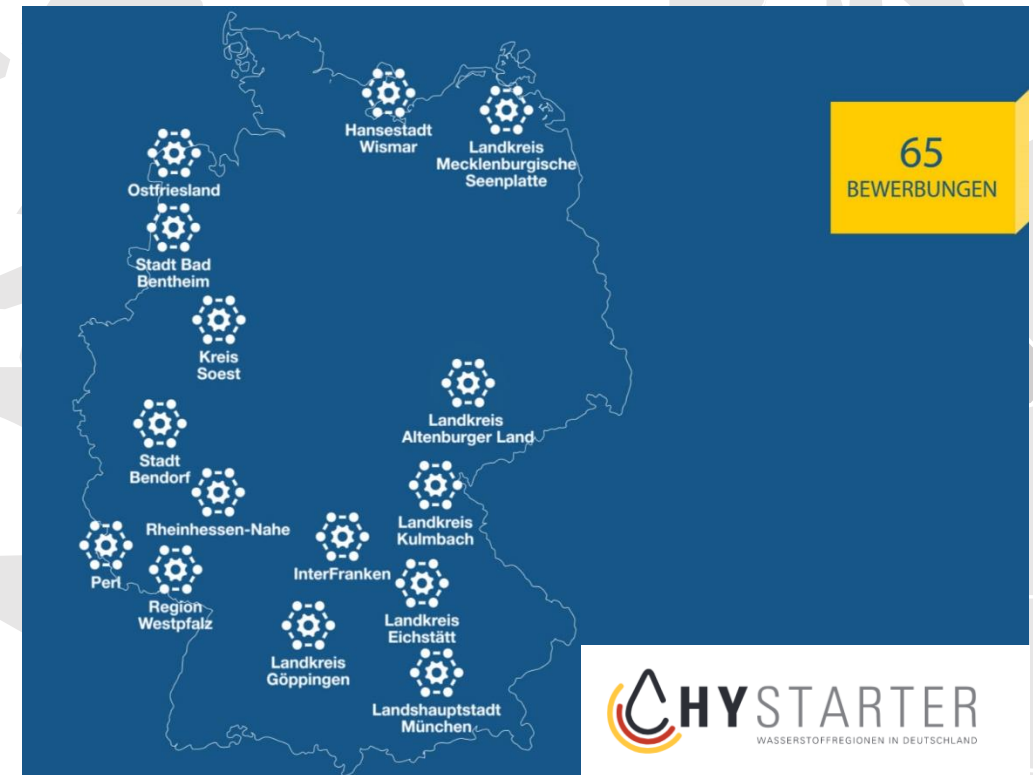 Hansestadt
Wismar
Landkreis
Mecklenburgische
Seenplatte
65
BEWERBUNGEN
Ostfriesland
Stadt Bad
Bentheim
Kreis
Soest
Landkreis
Altenburger Land
Stadt
Bendorf
Rheinhessen-Nahe
Landkreis
Kulmbach
Perl
InterFranken
Region
Westpfalz
Landkreis
Eichstätt
Landkreis
Göppingen
Landshauptstadt
München
HYSTARTER
WASSERSTOFFREGIONEN IN DEUTSCHLAND